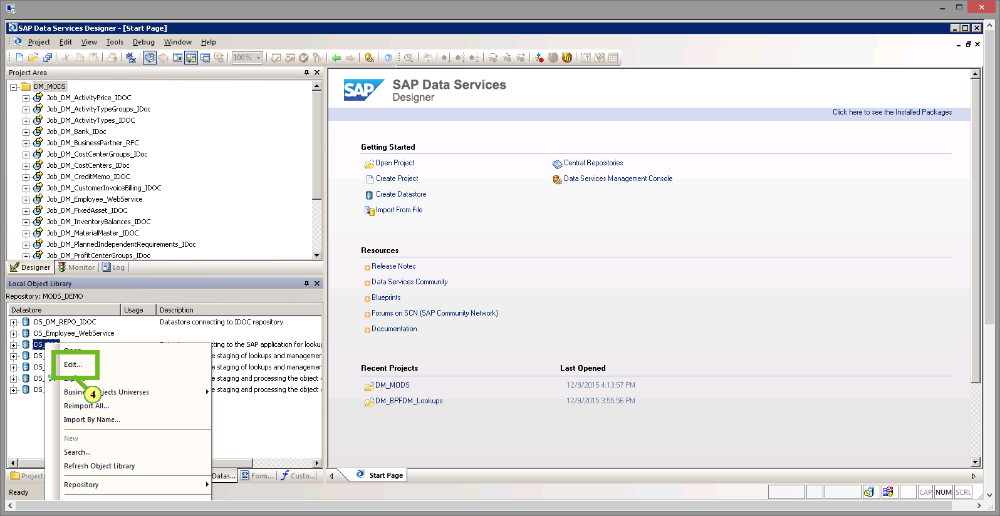 SAP Data Services Designer - [Start Page]
Project Edit View Tools Debug Window Help
100%
Project Area
DM_MODS
Job_DM_ActivityPrice_IDOC
Job_DM_ActivityTypeGroups_IDoc
Job_DM_ActivityTypes_IDOC
Job_DM_Bank_IDoc
Job_DM_BusinessPartner_RFC
Job_DM_CostCenterGroups_IDoc
Job_DM_CostCenters_IDoc
Job_DM_CreditMemo_IDOC
Job_DM_CustomerInvoiceBilling_IDOC
Job_DM_Employee_WebService
Job_DM_FixedAsset_IDOC
Job_DM_InventoryBalances_IDOC
Job_DM_MaterialMaster_IDOC
Job_DM_PlannedIndependentRequirements_IDoc
Job_DM_ProfitCenterGroups_IDoc
Designer Monitor Log
Local Object Library
Repository: MODS_DEMO
Datastore Usage Description
DS_DM_REPO_IDOC Datastore connecting to IDOC repository
DS_Employee_WebService
DS_ cting to the SAP application for looku
DS_ e staging of lookups and managemer
DS_ e staging of lookups and managemer
DS_ e staging and processing the object
DS_ e staging and processing the object
Edit...
4
Busine jects Universes
Reimport All...
Import By Name...
New
Search...
Refresh Object Library
Repository
Projects Datas... Form... Custo...
Ready
SAP
SAP Data Services
Designer
Click here to see the Installed Packages
Getting Started
Open Project
Central Repositories
Create Project
Data Services Management Console
Create Datastore
Import From File
Resources
Release Notes
Data Services Community
Blueprints
Forums on SCN (SAP Community Network)
Documentation
Recent Projects Last Opened
DM_MODS 12/9/2015 4:13:57 PM
DM_BPFDM_Lookups 12/9/2015 3:55:56 PM
Start Page
CAP NUM SCRL